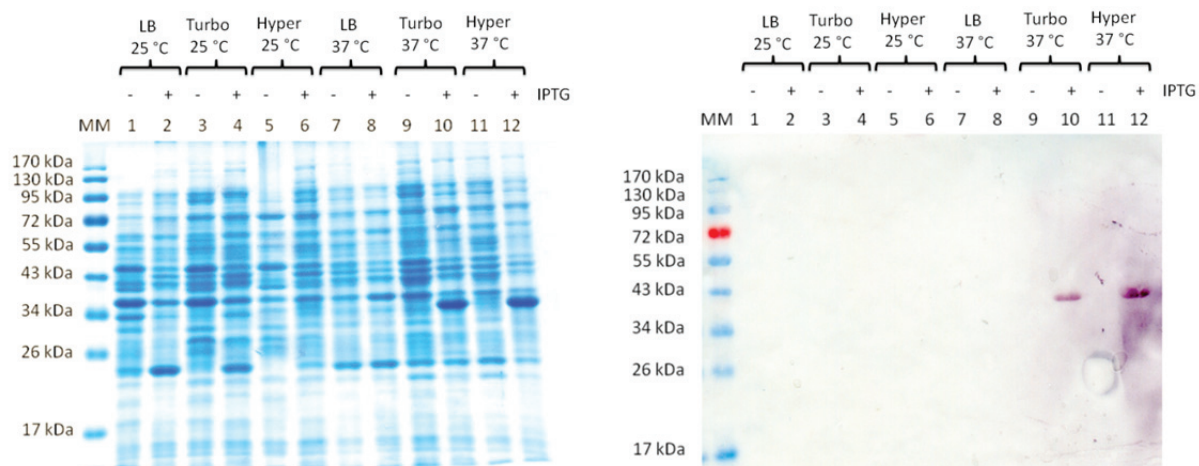 LB Turbo Hyper LB Turbo Hyper
25 °C 25 °C 25 °C 37 °C 37 °C 37 °C
- + - + - + - + - + - + IPTG
MM 1 2 3 4 5 6 7 8 9 10 11 12
170 kDa
130 kDa
95 kDa
72 kDa
55 kDa
43 kDa
34 kDa
26 kDa
17 kDa
LB Turbo Hyper LB Turbo Hyper
25 °C 25 °C 25 °C 37 °C 37 °C 37 °C
- + - + - + - + - + - + IPTG
MM 1 2 3 4 5 6 7 8 9 10 11 12
170 kDa
130 kDa
95 kDa
72 kDa
55 kDa
43 kDa
34 kDa
26 kDa
17 kDa